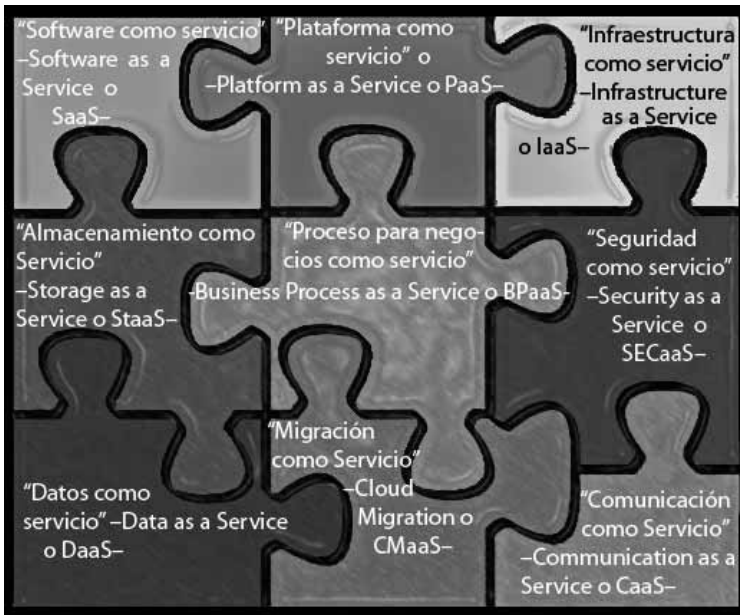 “Software como servicio”
–Software as a
Service o
SaaS–
“Plataforma como
servicio” o
–Platform as a Service o PaaS–
“Infraestructura
como servicio”
–Infrastructure
as a Service
o IaaS–
“Almacenamiento como
Servicio”
–Storage as a
Service o StaaS–
“Proceso para nego-
cios como servicio”
-Business Process as a Service o BPaaS-
“Seguridad
como servicio”
–Security as a
Service o
SECaaS–
“Datos como
servicio” –Data as a Service
o DaaS–
“Migración
como Servicio”
–Cloud
Migration o
CMaaS–
“Comunicación
como Servicio”
–Communication as a
Service o CaaS–